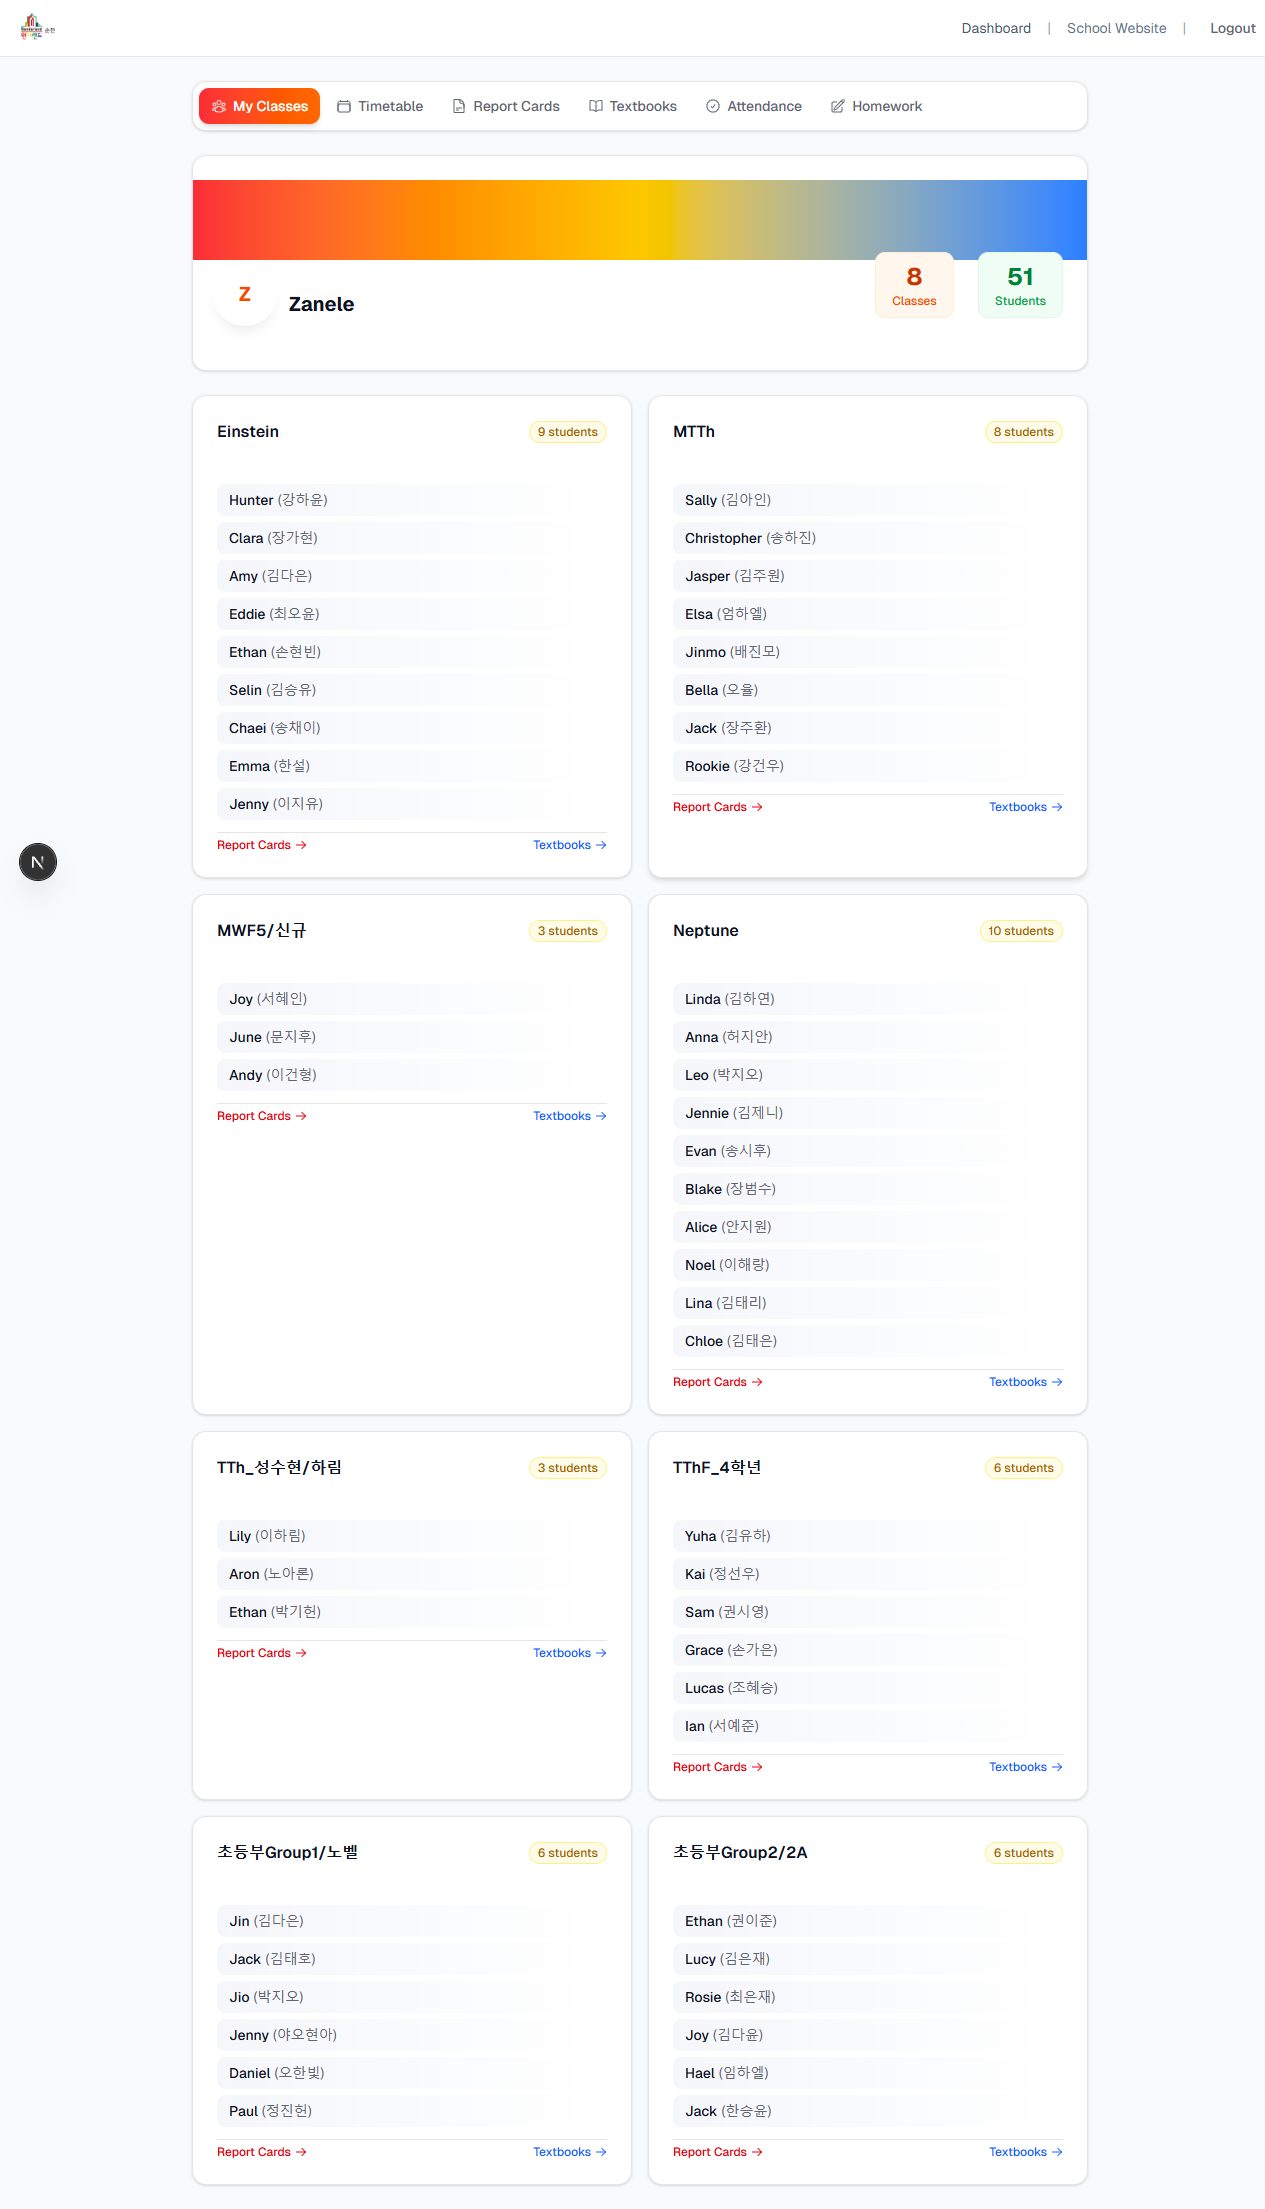 Wonderland 순천
원더랜드
Dashboard | School Website | Logout
My Classes Timetable Report Cards Textbooks Attendance Homework
Z Zanele
8
Classes
51
Students
Einstein 9 students
Hunter (강하윤)
Clara (장가현)
Amy (김다은)
Eddie (최오윤)
Ethan (손현빈)
Selin (김승유)
Chaei (송채이)
Emma (한설)
Jenny (이지유)
Report Cards → Textbooks →
MTTh 8 students
Sally (김아인)
Christopher (송하진)
Jasper (김주원)
Elsa (엄하엘)
Jinmo (배진모)
Bella (오율)
Jack (장주환)
Rookie (강건우)
Report Cards → Textbooks →
N
MWF5/신규 3 students
Joy (서혜인)
June (문지후)
Andy (이건형)
Report Cards → Textbooks →
Neptune 10 students
Linda (김하연)
Anna (허지안)
Leo (박지오)
Jennie (김제니)
Evan (송시후)
Blake (장범수)
Alice (안지원)
Noel (이해랑)
Lina (김태리)
Chloe (김태은)
Report Cards → Textbooks →
TTh_성수현/하림 3 students
Lily (이하림)
Aron (노아론)
Ethan (박기헌)
Report Cards → Textbooks →
TThF_4학년 6 students
Yuha (김유하)
Kai (정선우)
Sam (권시영)
Grace (손가은)
Lucas (조혜승)
Ian (서예준)
Report Cards → Textbooks →
초등부Group1/노벨 6 students
Jin (김다은)
Jack (김태호)
Jio (박지오)
Jenny (야오현아)
Daniel (오한빛)
Paul (정진헌)
Report Cards → Textbooks →
초등부Group2/2A 6 students
Ethan (권이준)
Lucy (김은재)
Rosie (최은재)
Joy (김다윤)
Hael (임하엘)
Jack (한승윤)
Report Cards → Textbooks →